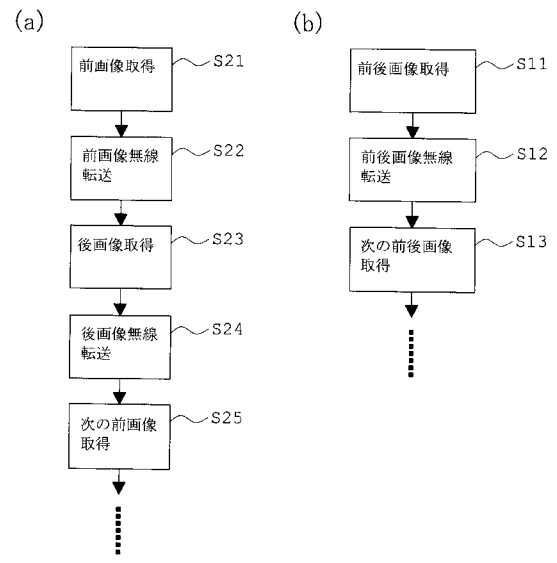 (a)
前画像取得
S21
前画像無線
転送
S22
後画像取得
S23
後画像無線
転送
S24
次の前画像
取得
S25
(b)
前後画像取得
S11
前後画像無線
転送
S12
次の前後画像
取得
S13